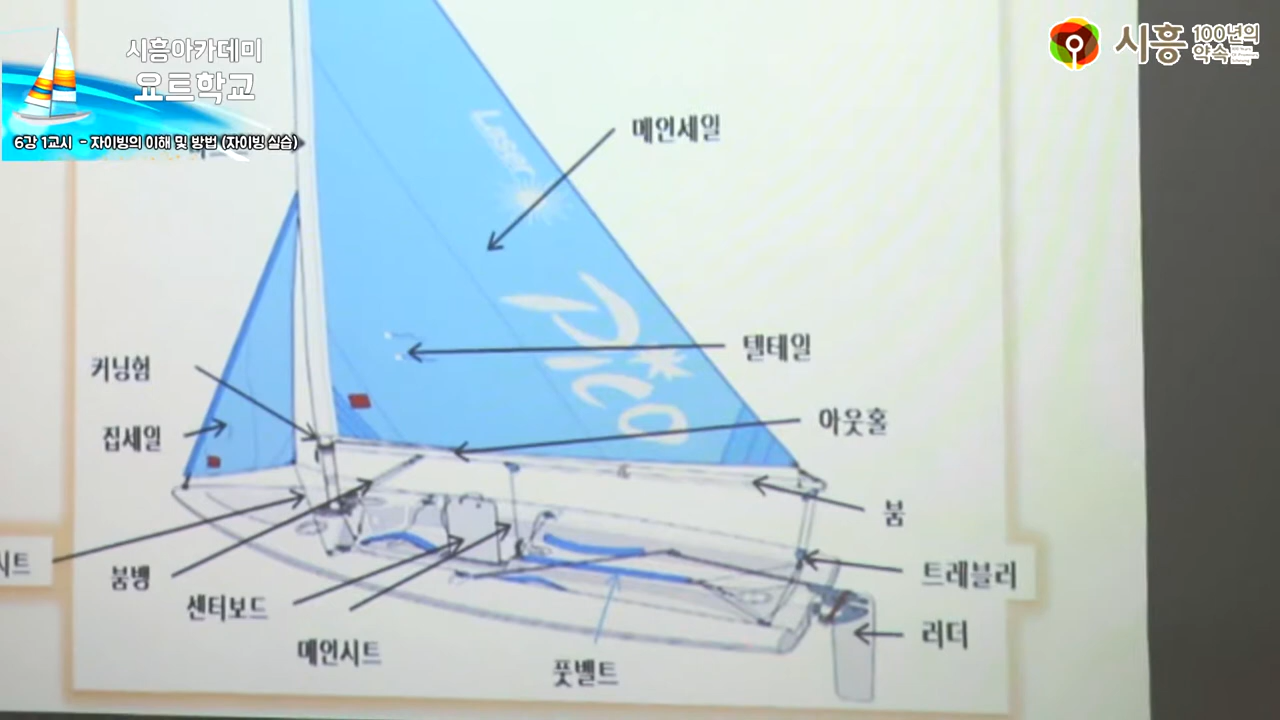 시흥아카데미
요트학교
6강 1교시 - 자이빙의 이해 및 방법 (자이빙 실습)
시흥 100년의
약속
메인세일
Laser
텔테일
Pico
커닝험
아웃홀
집세일
붐
시트
붐뱅
트레블러
센터보드
리더
메인시트
풋벨트